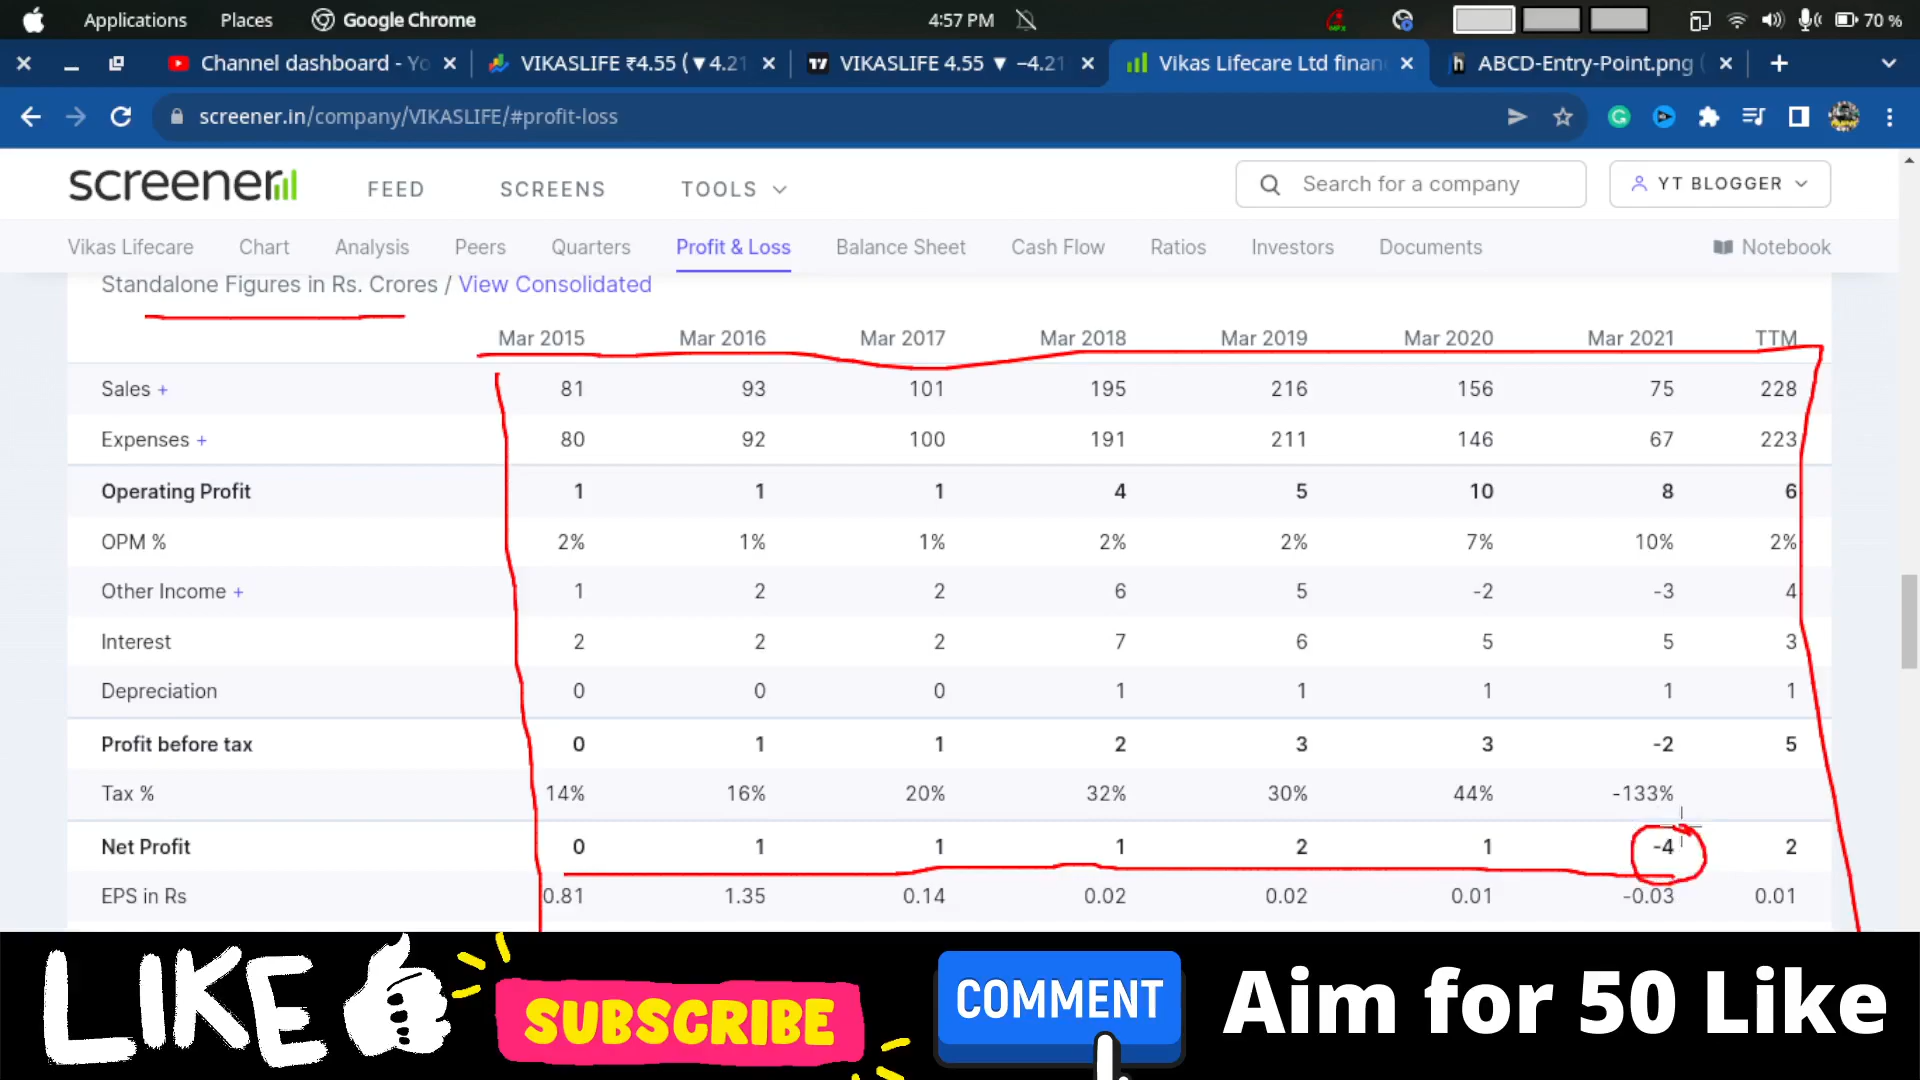 Applications Places Google Chrome 4:57 PM 70 %
Channel dashboard - Yo VIKASLIFE ₹4.55 (▼4.21 VIKASLIFE 4.55 ▼ −4.21 Vikas Lifecare Ltd finan ABCD-Entry-Point.png (
screener.in/company/VIKASLIFE/#profit-loss
screener FEED SCREENS TOOLS Search for a company YT BLOGGER
Vikas Lifecare Chart Analysis Peers Quarters Profit & Loss Balance Sheet Cash Flow Ratios Investors Documents Notebook
Standalone Figures in Rs. Crores / View Consolidated
Mar 2015 Mar 2016 Mar 2017 Mar 2018 Mar 2019 Mar 2020 Mar 2021 TTM
Sales + 81 93 101 195 216 156 75 228
Expenses + 80 92 100 191 211 146 67 223
Operating Profit 1 1 1 4 5 10 8 6
OPM % 2% 1% 1% 2% 2% 7% 10% 2%
Other Income + 1 2 2 6 5 -2 -3 4
Interest 2 2 2 7 6 5 5 3
Depreciation 0 0 0 1 1 1 1 1
Profit before tax 0 1 1 2 3 3 -2 5
Tax % 14% 16% 20% 32% 30% 44% -133%
Net Profit 0 1 1 1 2 1 -4 2
EPS in Rs 0.81 1.35 0.14 0.02 0.02 0.01 -0.03 0.01
LIKE SUBSCRIBE COMMENT Aim for 50 Like